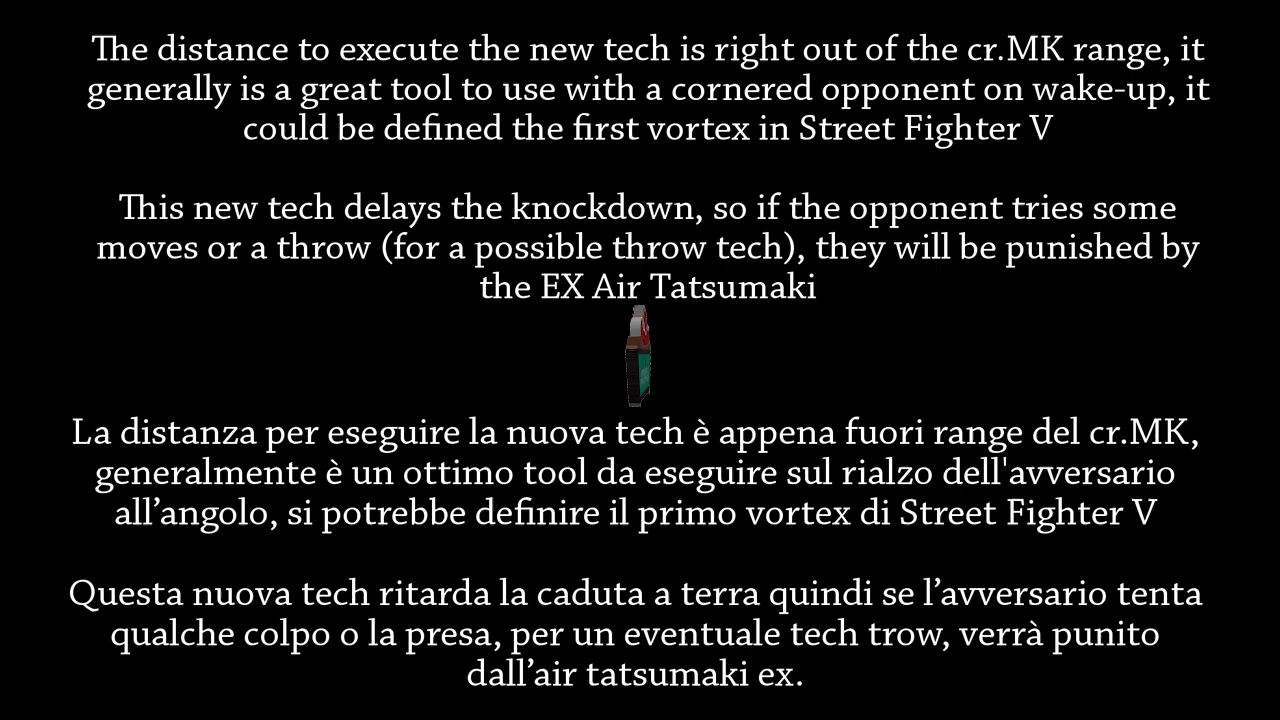 The distance to execute the new tech is right out of the cr.MK range, it
generally is a great tool to use with a cornered opponent on wake-up, it
could be defined the first vortex in Street Fighter V
This new tech delays the knockdown, so if the opponent tries some
moves or a throw (for a possible throw tech), they will be punished by
the EX Air Tatsumaki
La distanza per eseguire la nuova tech è appena fuori range del cr.MK,
generalmente è un ottimo tool da eseguire sul rialzo dell'avversario
all’angolo, si potrebbe definire il primo vortex di Street Fighter V
Questa nuova tech ritarda la caduta a terra quindi se l’avversario tenta
qualche colpo o la presa, per un eventuale tech trow, verrà punito
dall’air tatsumaki ex.